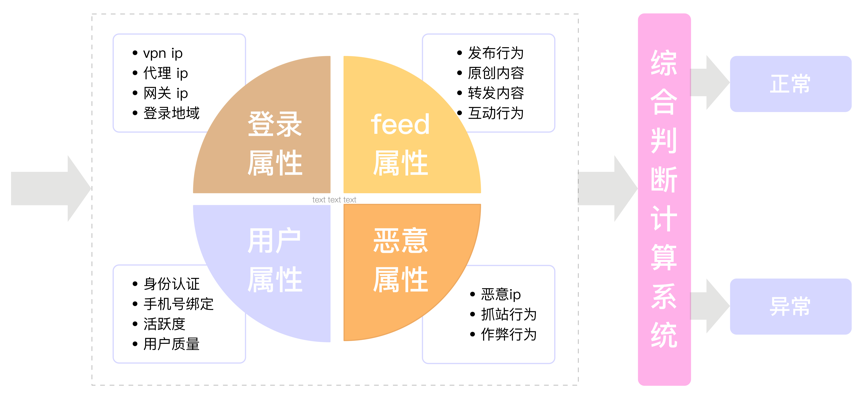 • vpn ip
• 代理 ip
• 网关 ip
• 登录地域
登录
属性
• 发布行为
• 原创内容
• 转发内容
• 互动行为
feed
属性
text text text
用户
属性
• 身份认证
• 手机号绑定
• 活跃度
• 用户质量
恶意
属性
• 恶意ip
• 抓站行为
• 作弊行为
综
合
判
断
计
算
系
统
正常
异常